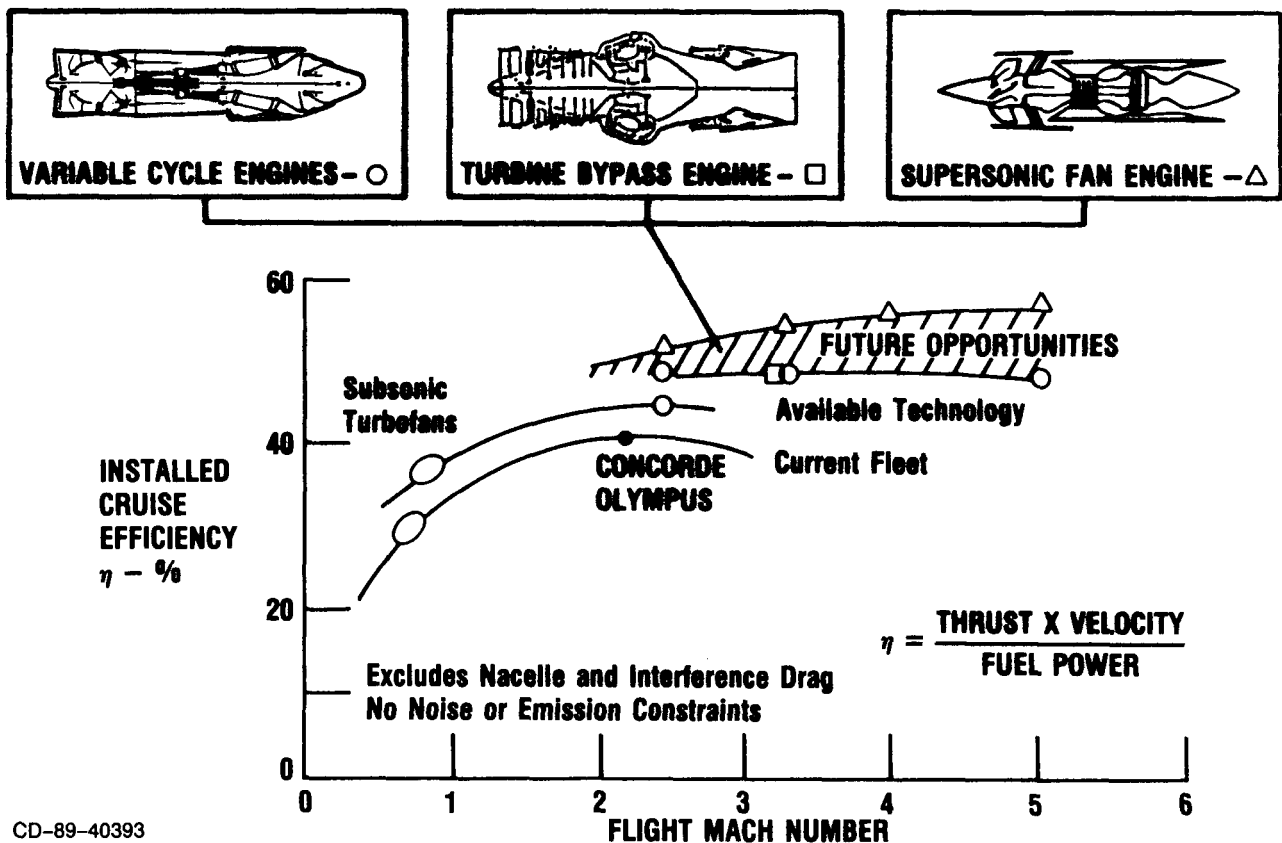 VARIABLE CYCLE ENGINES – ○
TURBINE BYPASS ENGINE – □
SUPERSONIC FAN ENGINE – △
60
40
20
0
INSTALLED
CRUISE
EFFICIENCY
η – %
Subsonic
Turbofans
FUTURE OPPORTUNITIES
Available Technology
CONCORDE
OLYMPUS
Current Fleet
η = THRUST X VELOCITY
FUEL POWER
Excludes Nacelle and Interference Drag
No Noise or Emission Constraints
0 1 2 3 4 5 6
FLIGHT MACH NUMBER
CD-89-40393